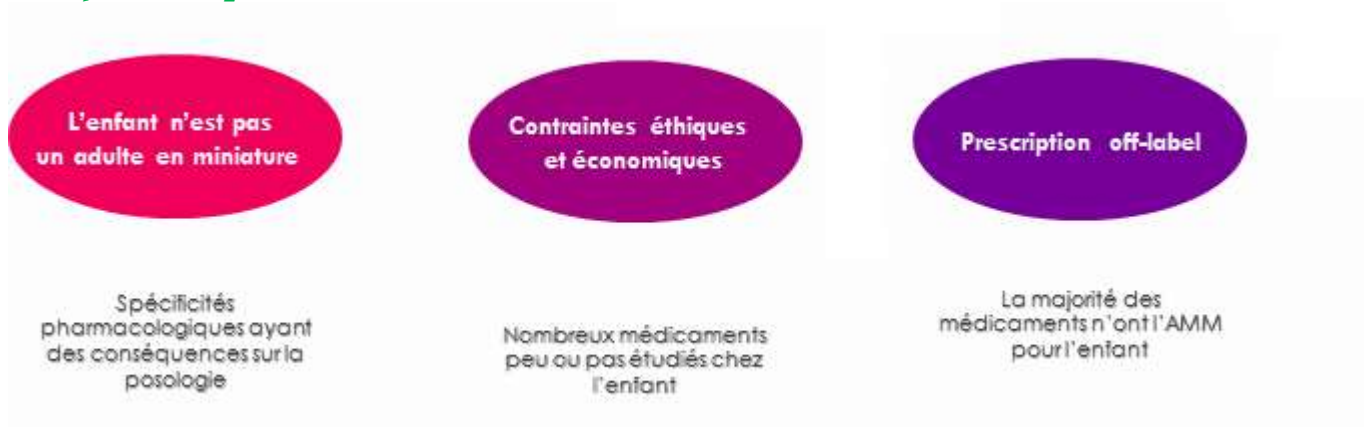 L'enfant n'est pas
un adulte en miniature
Spécificités
pharmacologiques ayant
des conséquences sur la
posologie
Contraintes éthiques
et économiques
Nombreux médicaments
peu ou pas étudiés chez
l'enfant
Prescription off-label
La majorité des
médicaments n'ont l'AMM
pour l'enfant